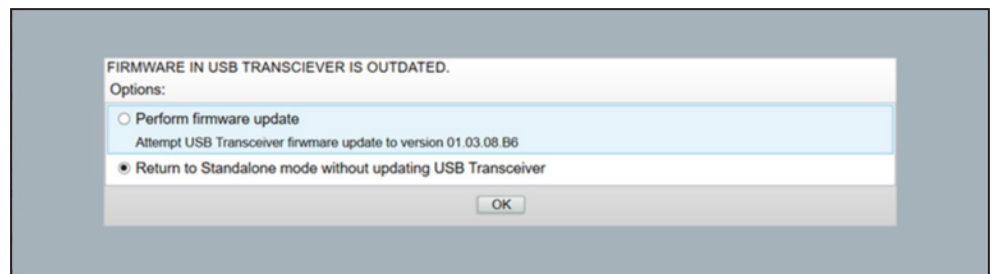 FIRMWARE IN USB TRANSCIEVER IS OUTDATED.
Options:
Perform firmware update
Attempt USB Transceiver firwmare update to version 01.03.08.B6
Return to Standalone mode without updating USB Transceiver
OK